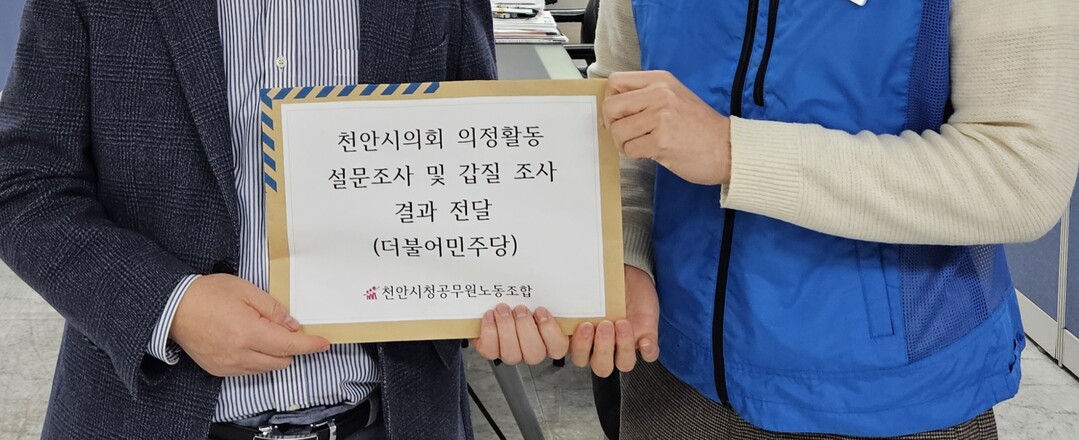 천안시의회 의정활동
설문조사 및 갑질 조사
결과 전달
(더불어민주당)
천안시청공무원노동조합